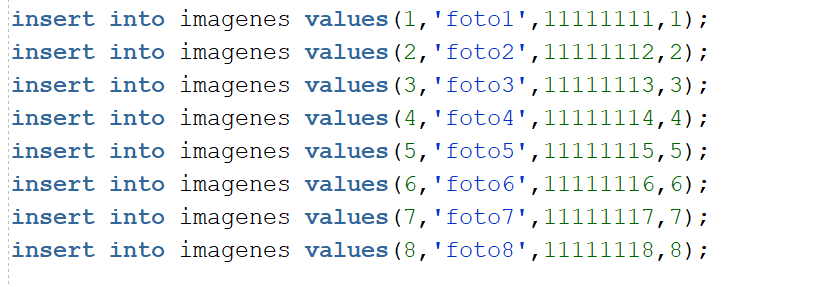 insert into imagenes values(1,'foto1',11111111,1);
insert into imagenes values(2,'foto2',11111112,2);
insert into imagenes values(3,'foto3',11111113,3);
insert into imagenes values(4,'foto4',11111114,4);
insert into imagenes values(5,'foto5',11111115,5);
insert into imagenes values(6,'foto6',11111116,6);
insert into imagenes values(7,'foto7',11111117,7);
insert into imagenes values(8,'foto8',11111118,8);